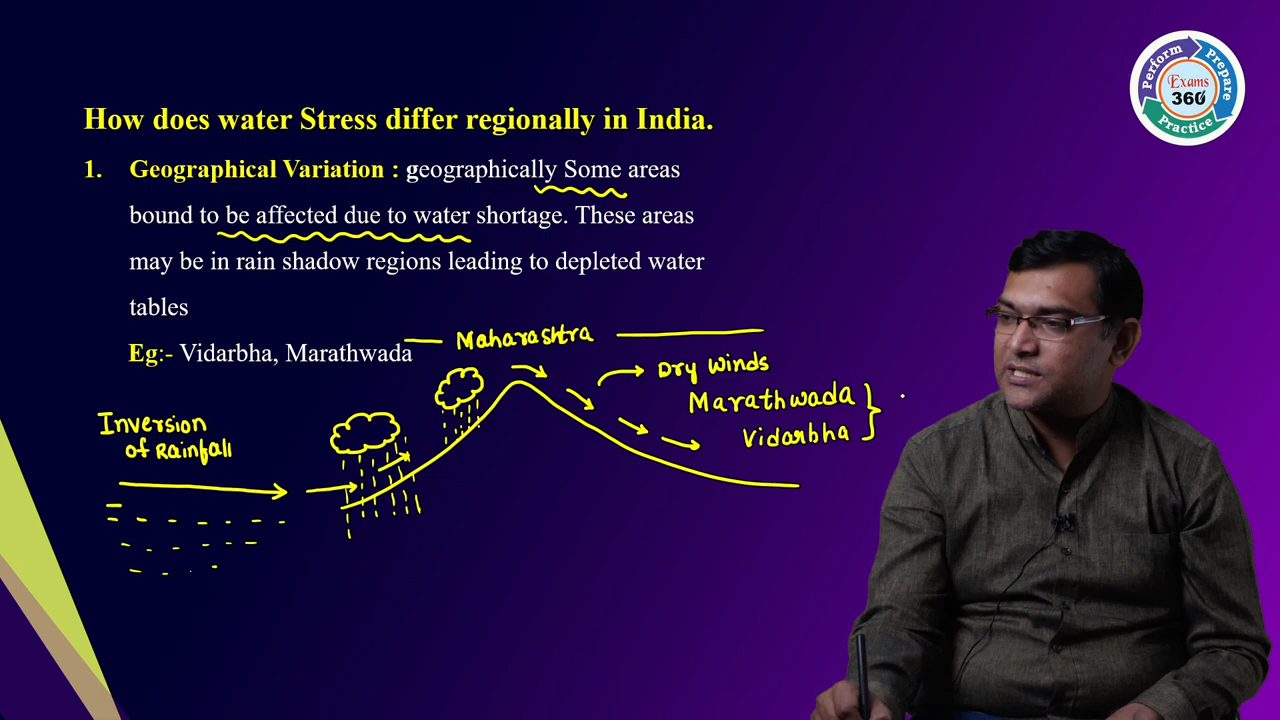 Perform Prepare
Exams
360
Practice
How does water Stress differ regionally in India.
1. Geographical Variation : geographically Some areas
bound to be affected due to water shortage. These areas
may be in rain shadow regions leading to depleted water
tables
Eg:- Vidarbha, Marathwada
Maharashtra
Dry Winds
Marathwada
Vidarbha
Inversion
of Rainfall